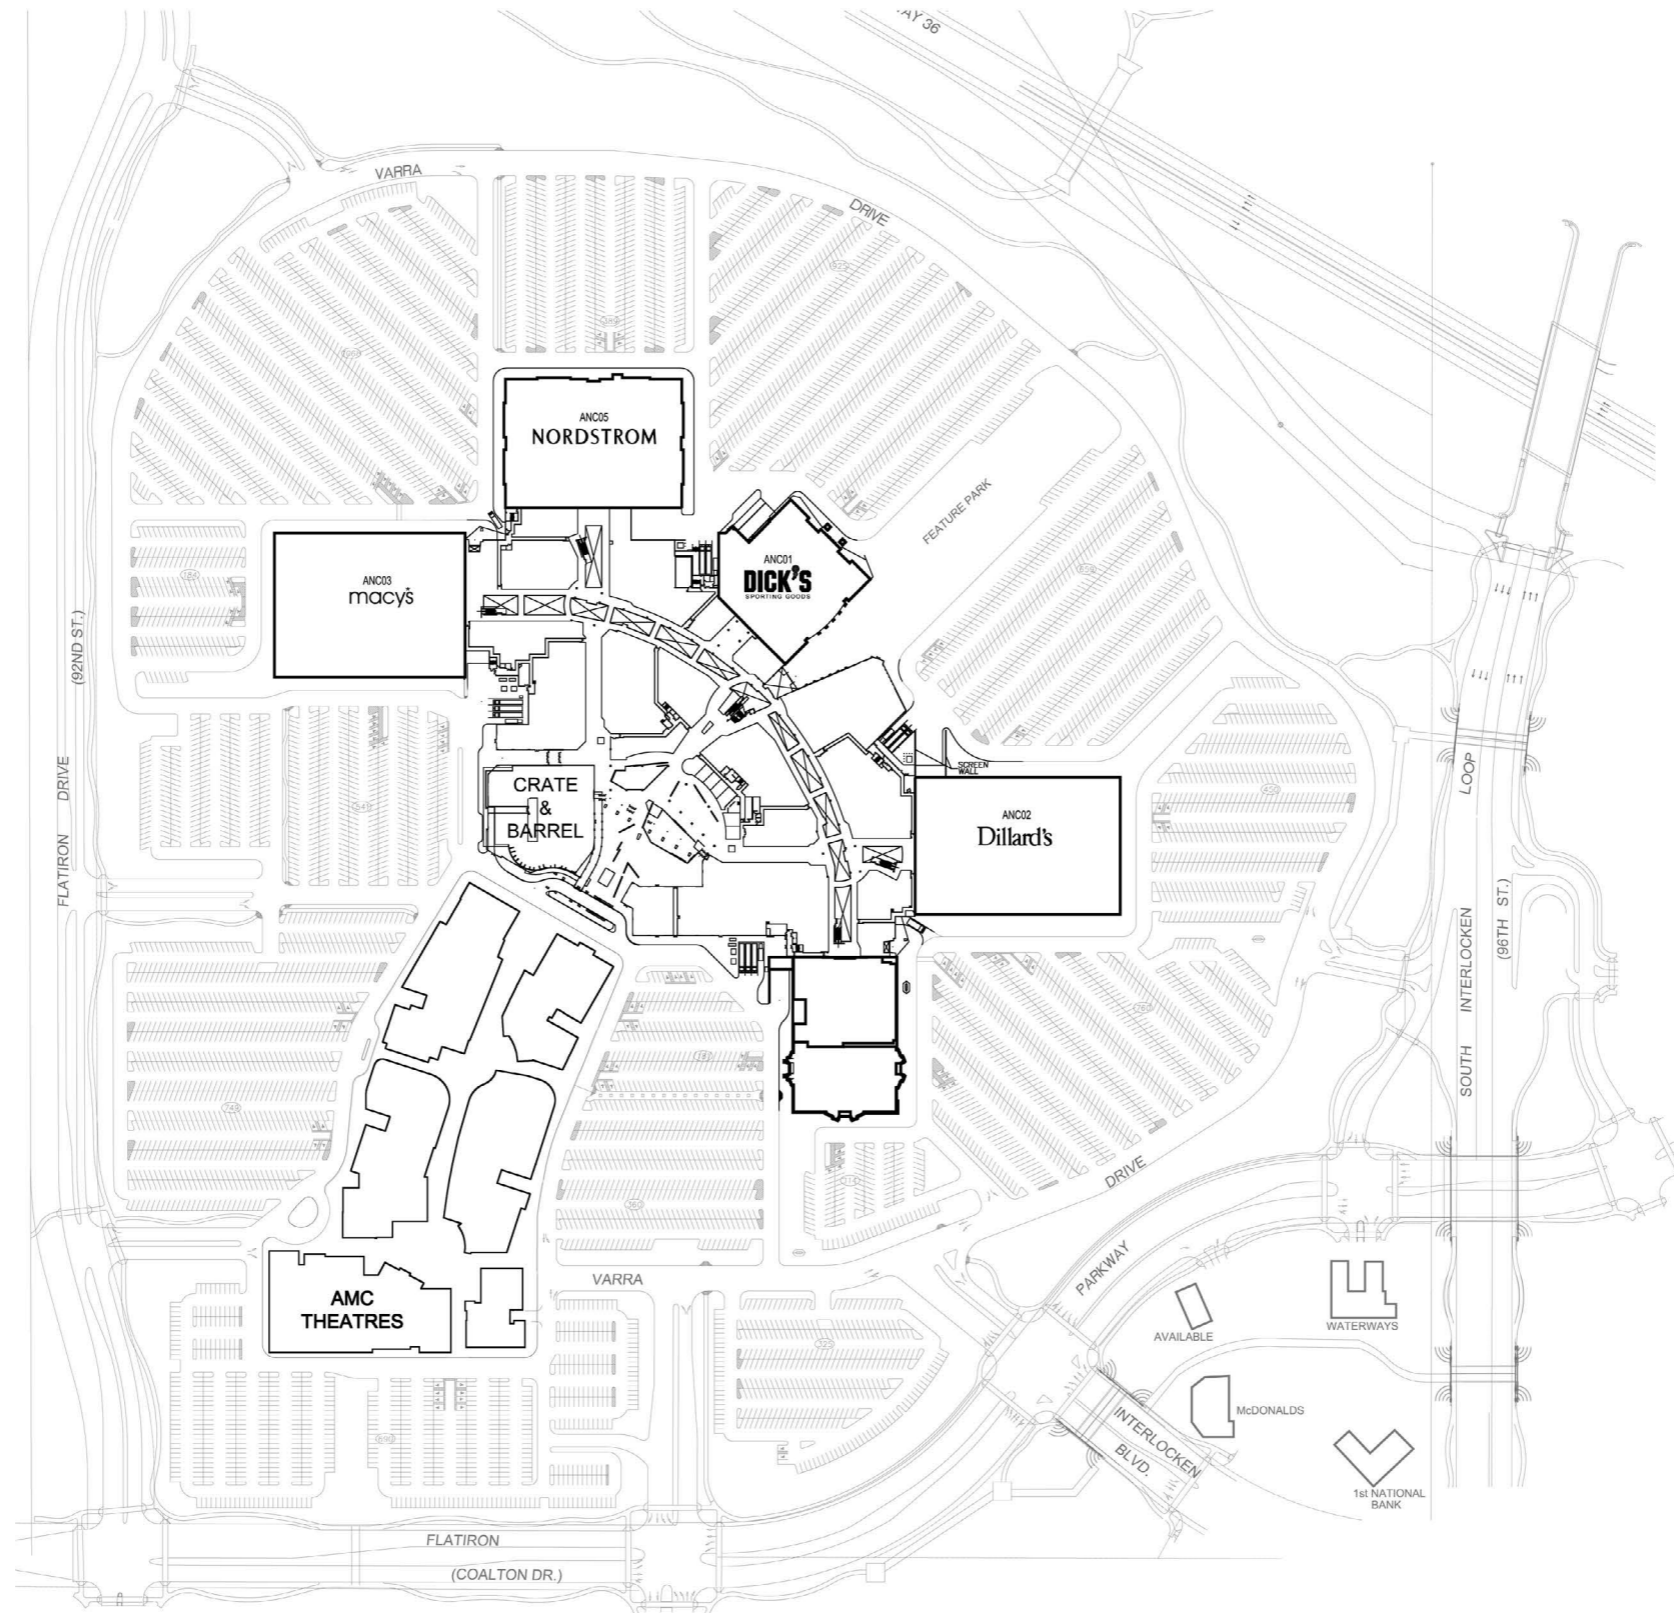 VARRA
DRIVE
ANC05
NORDSTROM
ANC03
macy's
ANC01
DICK'S
SPORTING GOODS
FEATURE PARK
(92ND ST.)
FLATIRON DRIVE
CRATE
&
BARREL
SCREEN
WALL
ANC02
Dillard's
SOUTH INTERLOCKEN LOOP
(96TH ST.)
DRIVE
PARKWAY
VARRA
AMC
THEATRES
AVAILABLE
WATERWAYS
McDONALDS
INTERLOCKEN
BLVD.
1st NATIONAL
BANK
FLATIRON
(COALTON DR.)